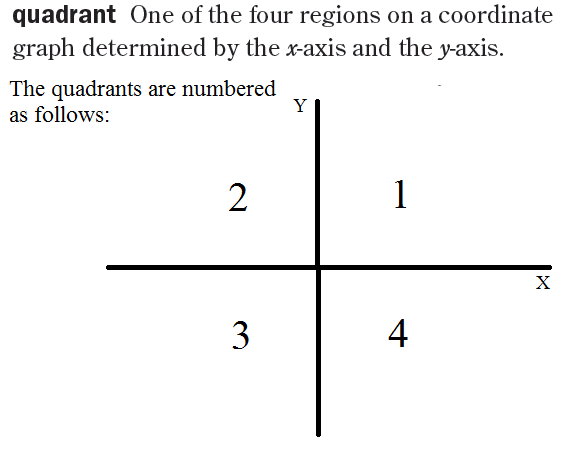 quadrant One of the four regions on a coordinate
graph determined by the x-axis and the y-axis.
The quadrants are numbered
as follows:
Y
2 1
X
3 4